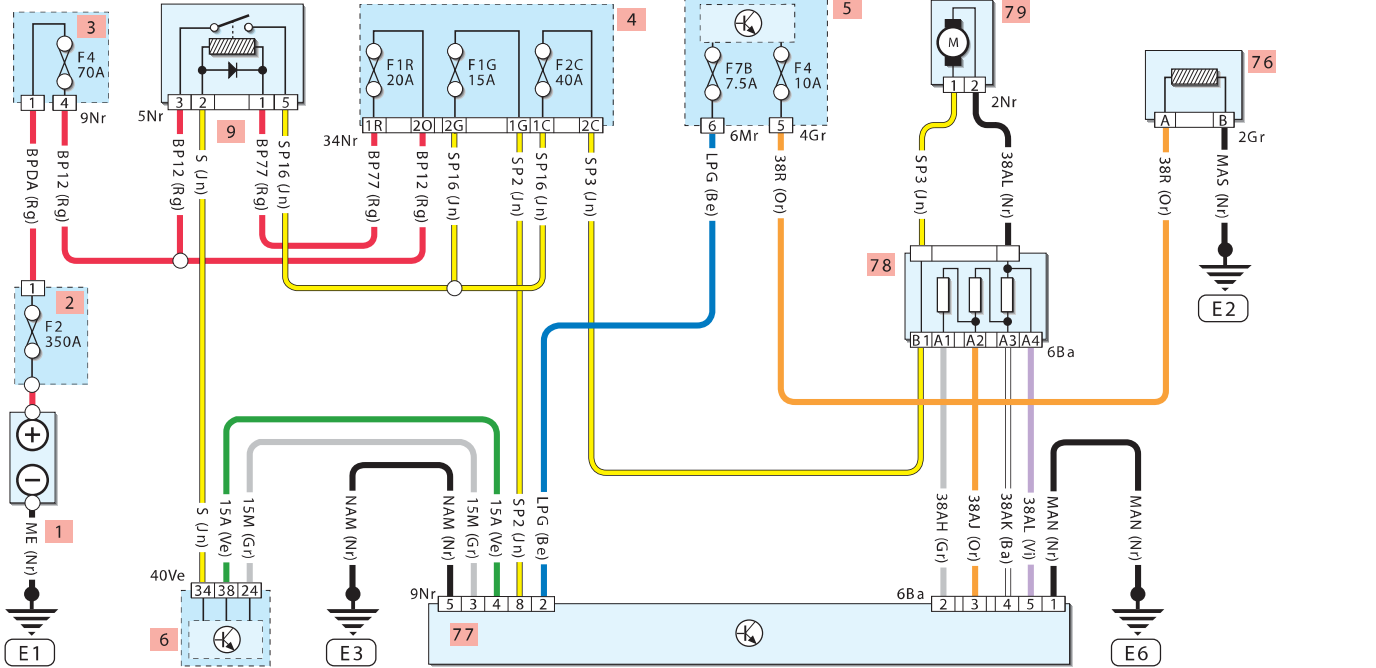 3
F4
70A
1 4
9Nr
BPDA (Rg)
BP12 (Rg)
1
2
F2
350A
+
−
1
ME (Nr)
E1
3 2 1 5
5Nr
9
BP12 (Rg)
S (Jn)
BP77 (Rg)
SP16 (Jn)
4
F1R
20A
F1G
15A
F2C
40A
1R 2O 2G 1G 1C 2C
34Nr
BP77 (Rg)
BP12 (Rg)
SP16 (Jn)
SP2 (Jn)
SP16 (Jn)
SP3 (Jn)
5
F7B
7.5A
F4
10A
6 5
6Mr
4Gr
LPG (Be)
38R (Or)
79
M
1 2
2Nr
SP3 (Jn)
38AL (Nr)
78
B1 A1 A2 A3 A4
6Ba
76
A B
2Gr
38R (Or)
MAS (Nr)
E2
S (Jn)
15A (Ve)
15M (Gr)
40Ve
34 38 24
6
NAM (Nr)
E3
NAM (Nr)
15M (Gr)
15A (Ve)
SP2 (Jn)
LPG (Be)
9Nr
5 3 4 8 2
77
38AH (Gr)
38AJ (Or)
38AK (Ba)
38AL (Vi)
MAN (Nr)
MAN (Nr)
6Ba
2 3 4 5 1
E6